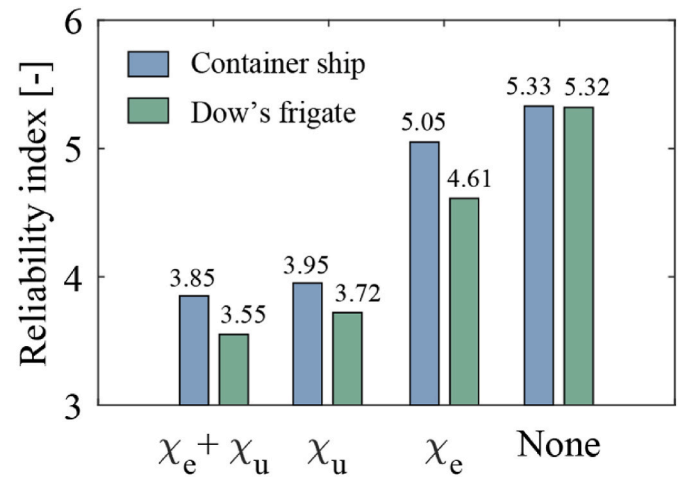 Reliability index [-]
6
5
4
3
Container ship
Dow's frigate
3.85
3.55
3.95
3.72
5.05
4.61
5.33
5.32
χe+ χu
χu
χe
None